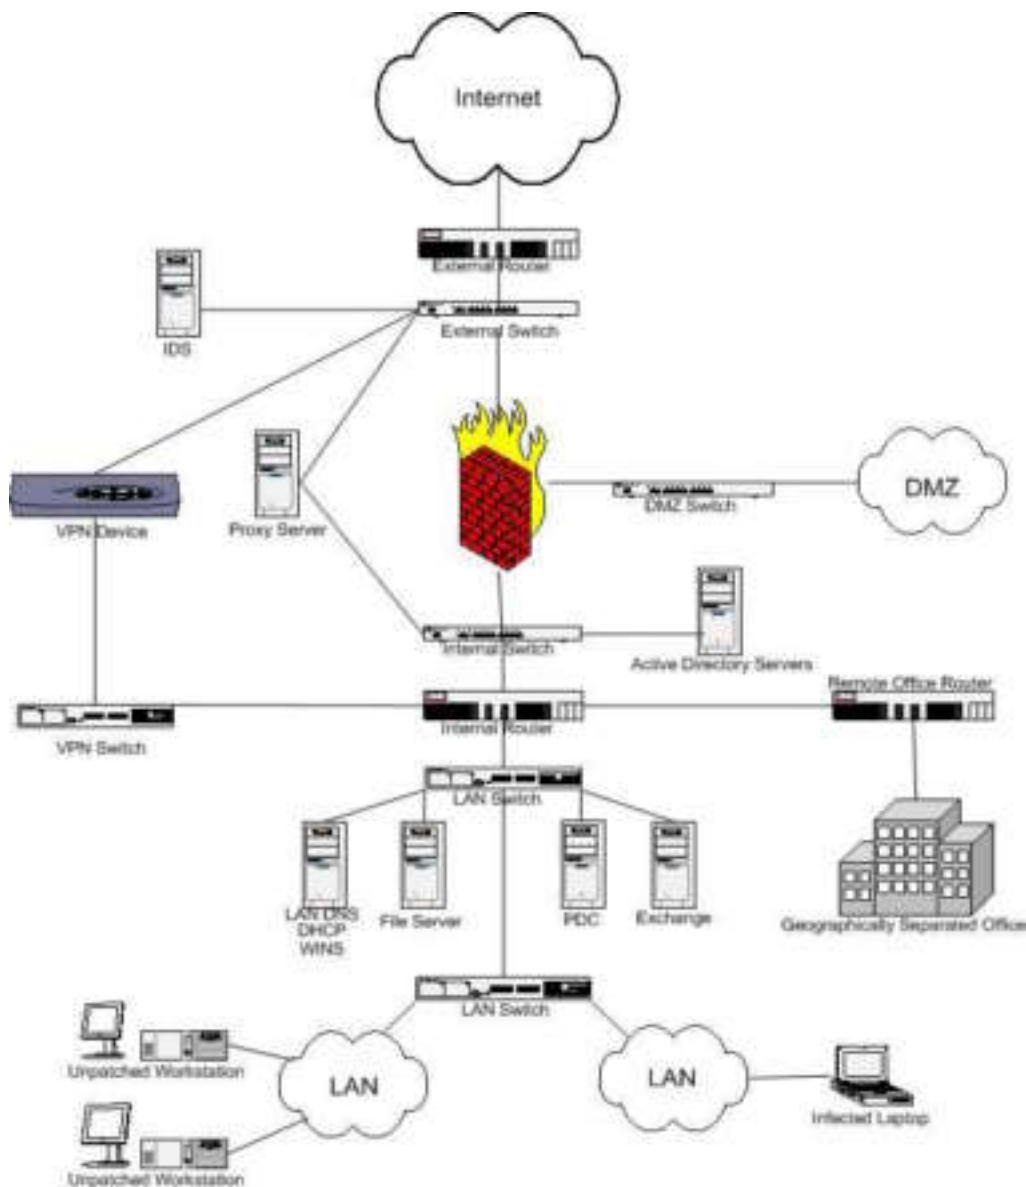 Internet
External Router
External Switch
IDS
VPN Device
Proxy Server
DMZ Switch
DMZ
Internal Switch
Active Directory Servers
Remote Office Router
VPN Switch
Internal Router
LAN Switch
LAN DNS
DHCP
WINS
File Server
PDC
Exchange
Geographically Separated Office
LAN Switch
Unpatched Workstation
LAN
LAN
Infected Laptop
Unpatched Workstation